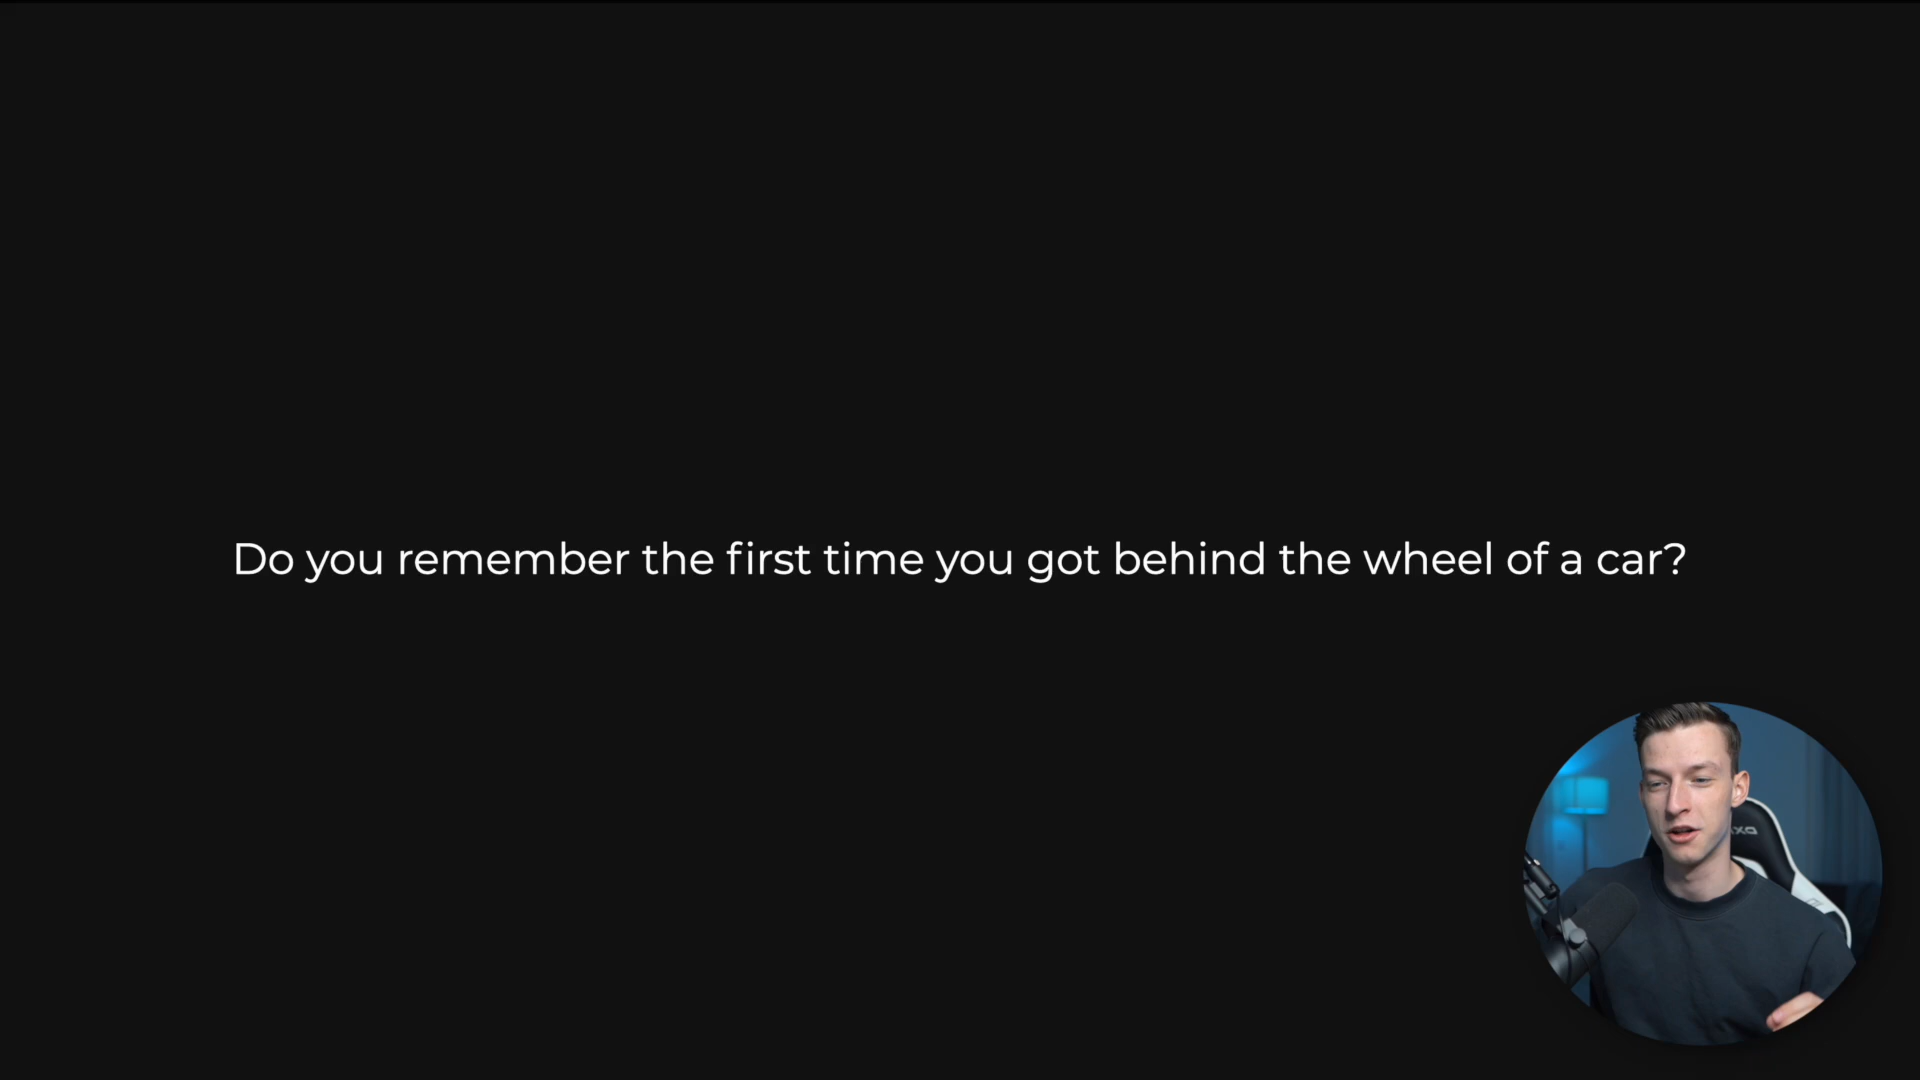 Do you remember the first time you got behind the wheel of a car?